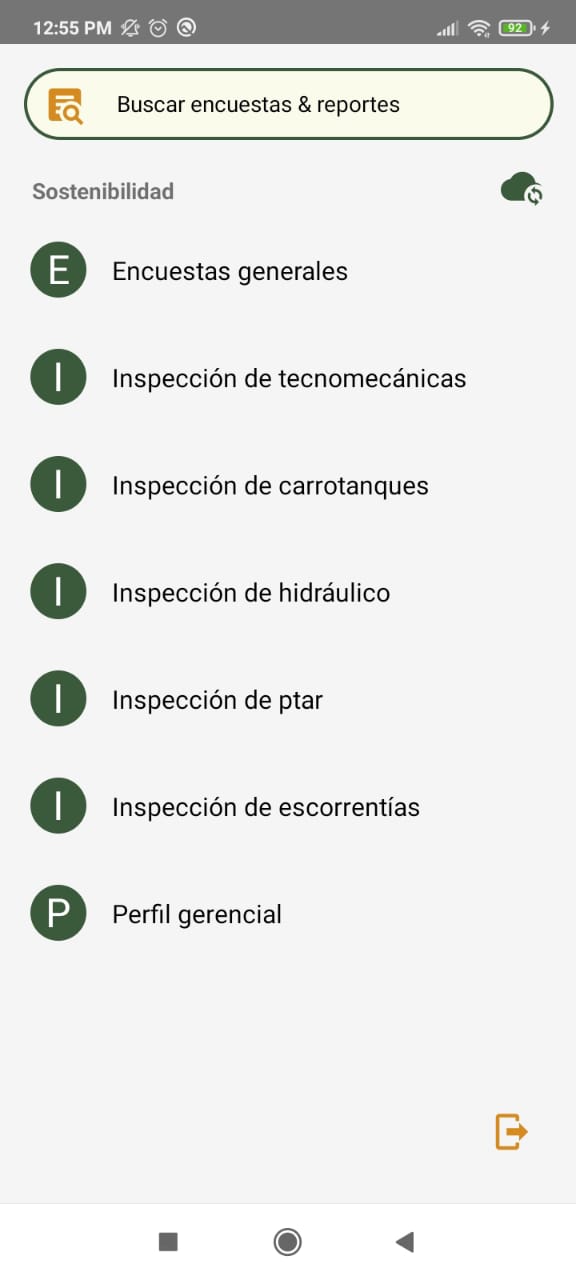 12:55 PM 92
Buscar encuestas & reportes
Sostenibilidad
E Encuestas generales
I Inspección de tecnomecánicas
I Inspección de carrotanques
I Inspección de hidráulico
I Inspección de ptar
I Inspección de escorrentías
P Perfil gerencial